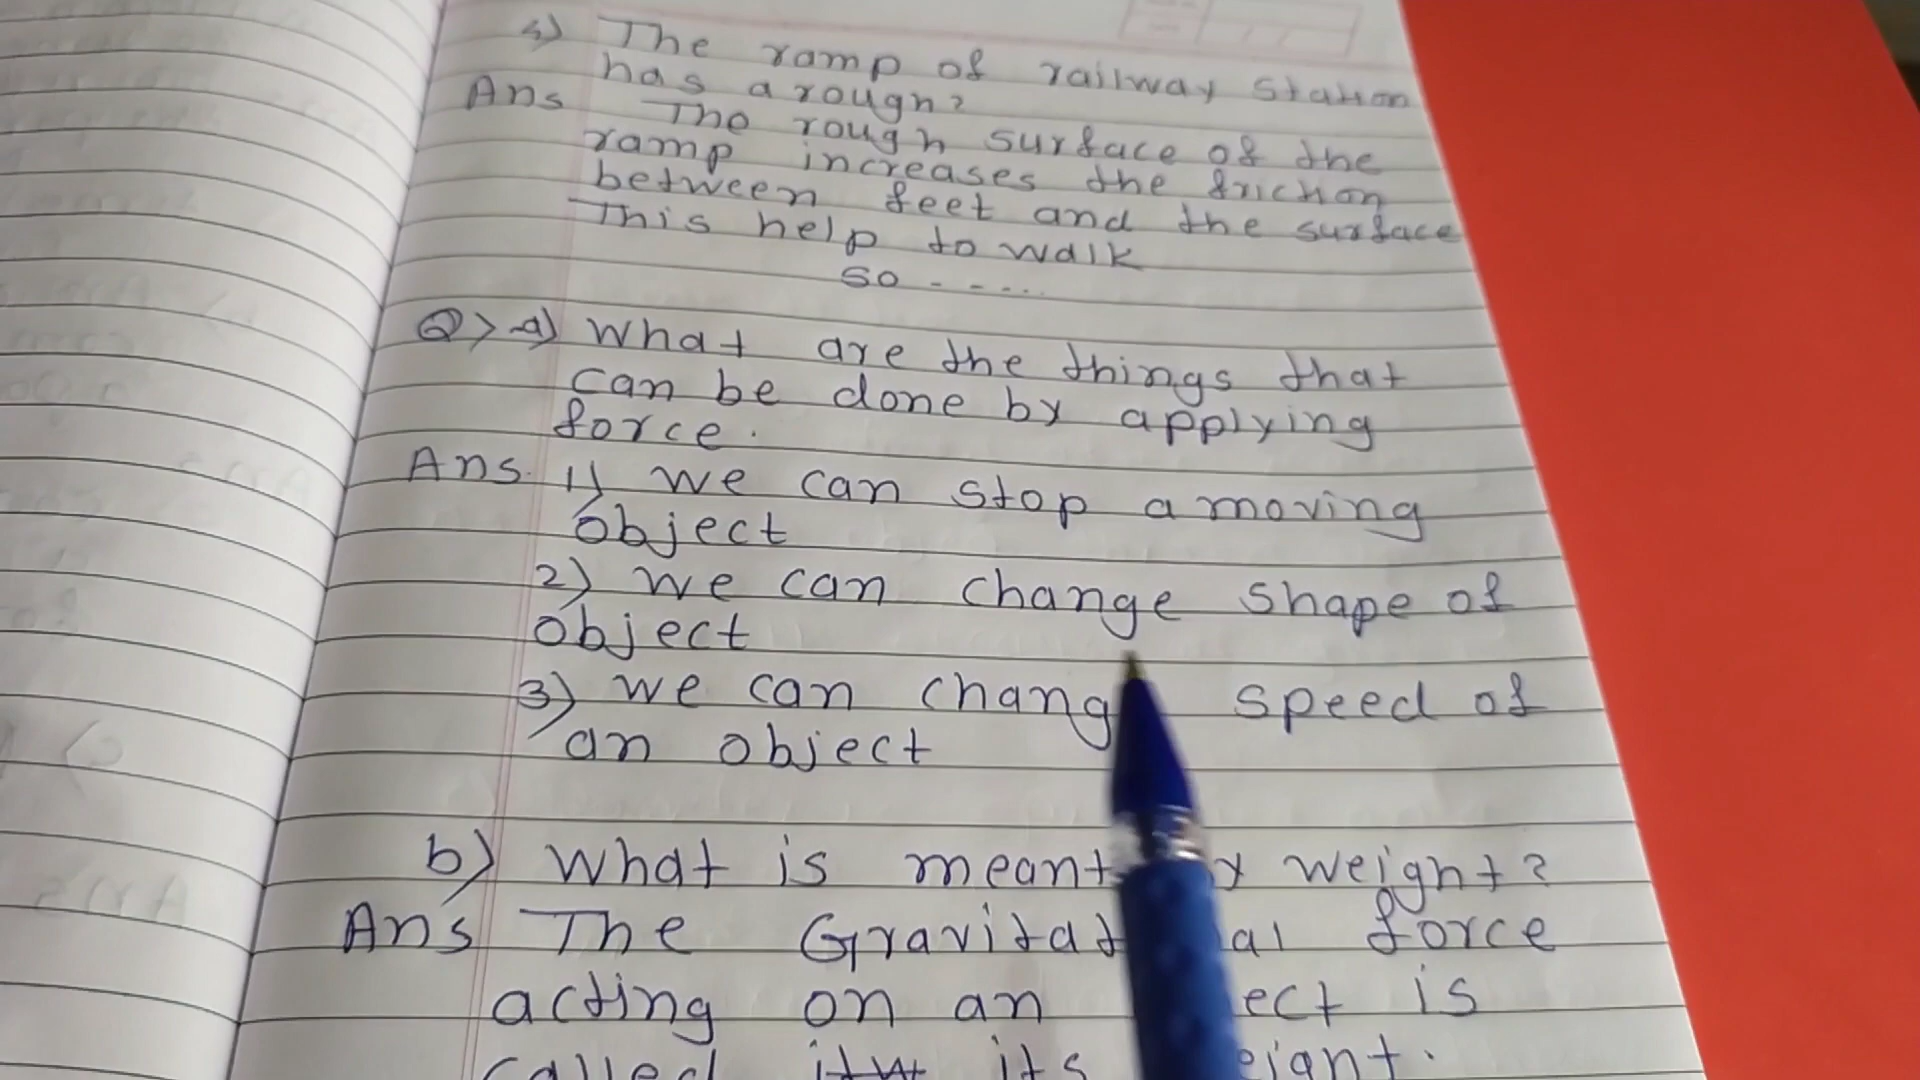 4) The ramp of railway station
has a rough?
Ans The rough surface of the
ramp increases the friction
between feet and the surface
This help to walk
so - - ...
Q> a) What are the things that
can be done by applying
force.
Ans. 1) we can stop a moving
object
2) we can change shape of
object
3) we can chang speed of
an object
b) What is meant weight?
Ans The force
acting on an is
called its